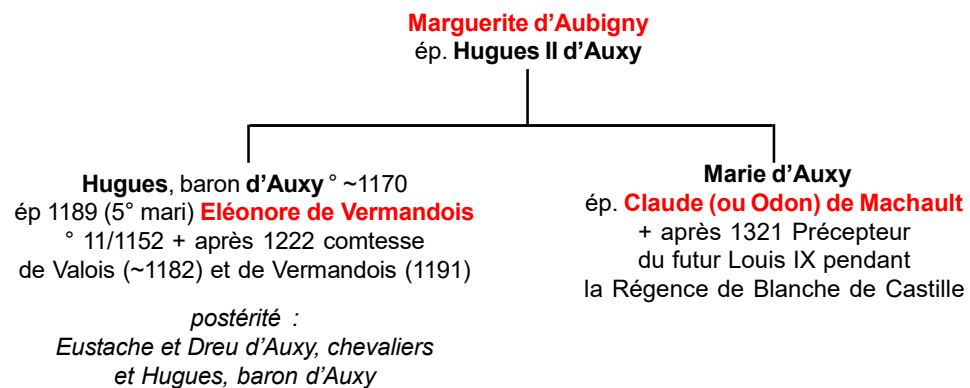 Marguerite d'Aubigny
ép. Hugues II d'Auxy
Hugues, baron d'Auxy ° ~1170
ép 1189 (5° mari) Eléonore de Vermandois
° 11/1152 + après 1222 comtesse
de Valois (~1182) et de Vermandois (1191)
postérité :
Eustache et Dreu d'Auxy, chevaliers
et Hugues, baron d'Auxy
Marie d'Auxy
ép. Claude (ou Odon) de Machault
+ après 1321 Précepteur
du futur Louis IX pendant
la Régence de Blanche de Castille